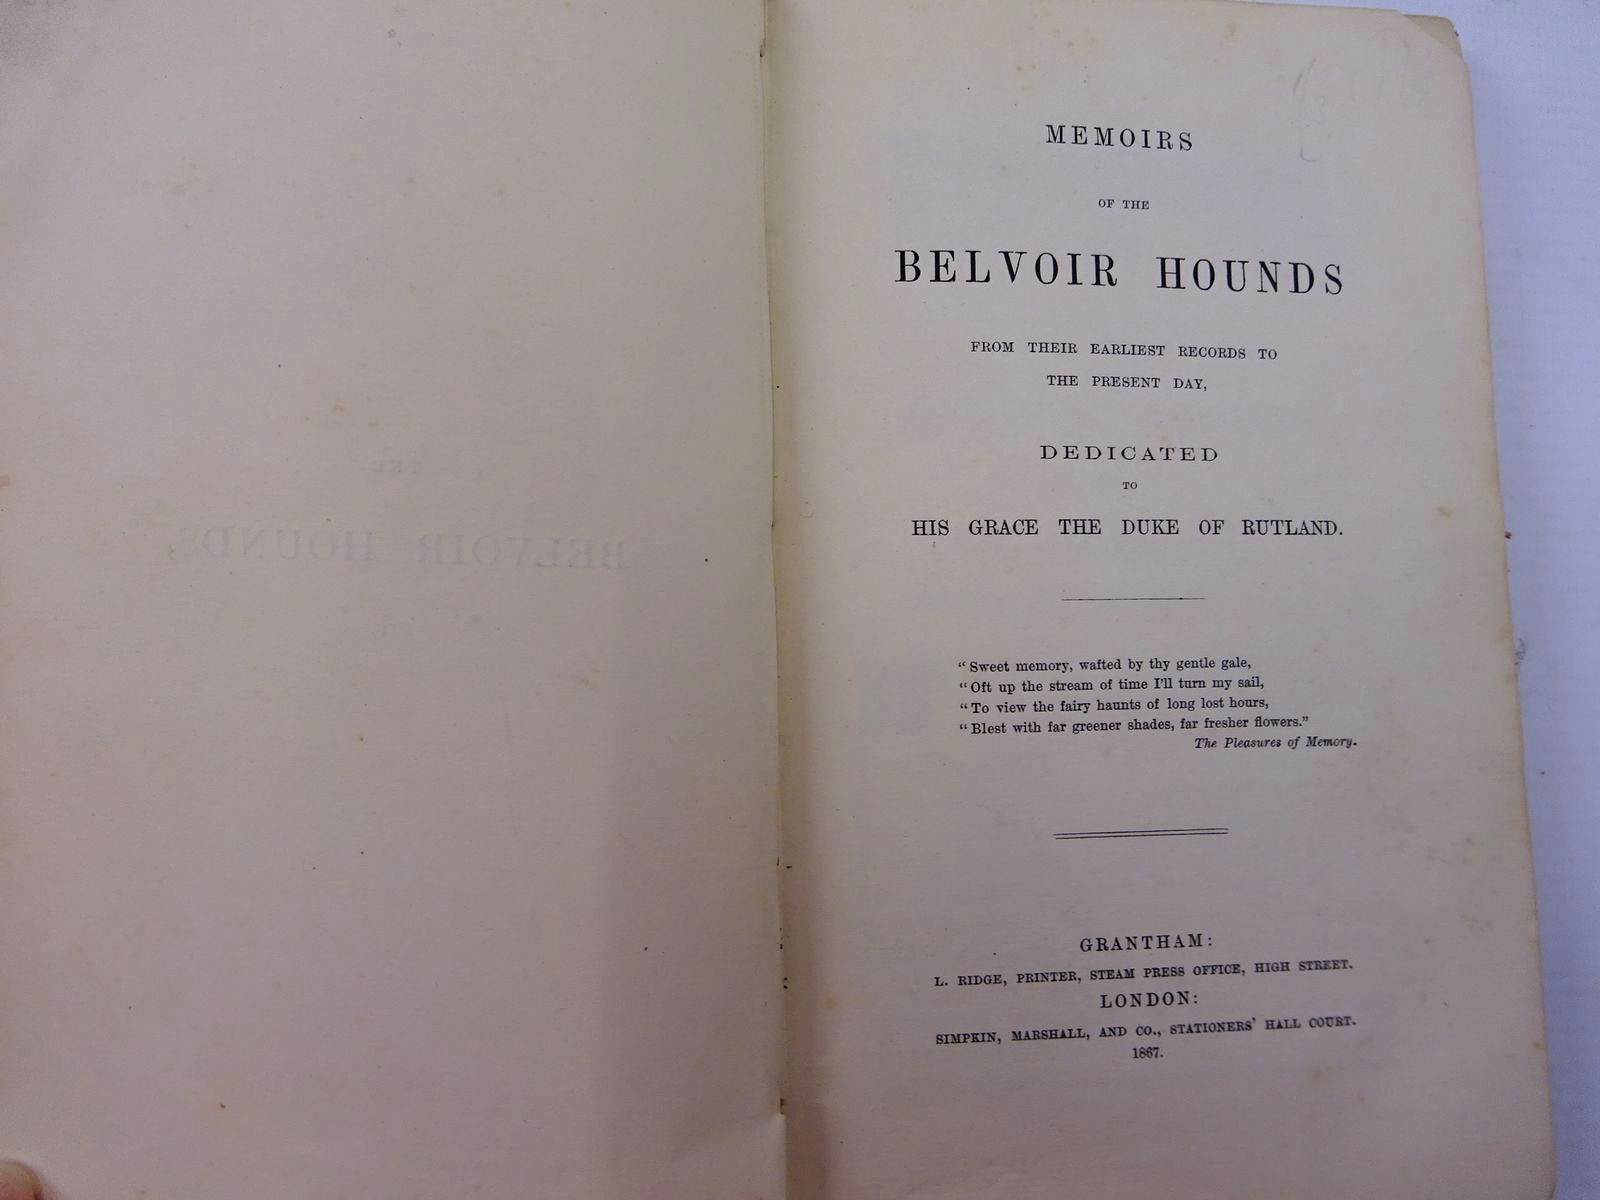 THE
BELVOIR HOUNDS,
MEMOIRS
OF THE
BELVOIR HOUNDS
FROM THEIR EARLIEST RECORDS TO
THE PRESENT DAY,
DEDICATED
TO
HIS GRACE THE DUKE OF RUTLAND.
“ Sweet memory, wafted by thy gentle gale,
“ Oft up the stream of time I’ll turn my sail,
“ To view the fairy haunts of long lost hours,
“ Blest with far greener shades, far fresher flowers.”
The Pleasures of Memory.
GRANTHAM:
L. RIDGE, PRINTER, STEAM PRESS OFFICE, HIGH STREET.
LONDON:
SIMPKIN, MARSHALL, AND CO., STATIONERS’ HALL COURT.
1867.